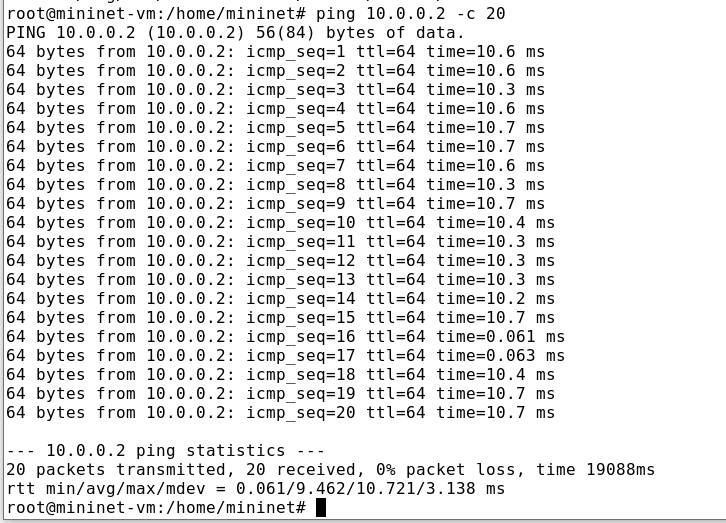 root@mininet-vm:/home/mininet# ping 10.0.0.2 -c 20
PING 10.0.0.2 (10.0.0.2) 56(84) bytes of data.
64 bytes from 10.0.0.2: icmp_seq=1 ttl=64 time=10.6 ms
64 bytes from 10.0.0.2: icmp_seq=2 ttl=64 time=10.6 ms
64 bytes from 10.0.0.2: icmp_seq=3 ttl=64 time=10.3 ms
64 bytes from 10.0.0.2: icmp_seq=4 ttl=64 time=10.6 ms
64 bytes from 10.0.0.2: icmp_seq=5 ttl=64 time=10.7 ms
64 bytes from 10.0.0.2: icmp_seq=6 ttl=64 time=10.7 ms
64 bytes from 10.0.0.2: icmp_seq=7 ttl=64 time=10.6 ms
64 bytes from 10.0.0.2: icmp_seq=8 ttl=64 time=10.3 ms
64 bytes from 10.0.0.2: icmp_seq=9 ttl=64 time=10.7 ms
64 bytes from 10.0.0.2: icmp_seq=10 ttl=64 time=10.4 ms
64 bytes from 10.0.0.2: icmp_seq=11 ttl=64 time=10.3 ms
64 bytes from 10.0.0.2: icmp_seq=12 ttl=64 time=10.3 ms
64 bytes from 10.0.0.2: icmp_seq=13 ttl=64 time=10.3 ms
64 bytes from 10.0.0.2: icmp_seq=14 ttl=64 time=10.2 ms
64 bytes from 10.0.0.2: icmp_seq=15 ttl=64 time=10.7 ms
64 bytes from 10.0.0.2: icmp_seq=16 ttl=64 time=0.061 ms
64 bytes from 10.0.0.2: icmp_seq=17 ttl=64 time=0.063 ms
64 bytes from 10.0.0.2: icmp_seq=18 ttl=64 time=10.4 ms
64 bytes from 10.0.0.2: icmp_seq=19 ttl=64 time=10.7 ms
64 bytes from 10.0.0.2: icmp_seq=20 ttl=64 time=10.7 ms
--- 10.0.0.2 ping statistics ---
20 packets transmitted, 20 received, 0% packet loss, time 19088ms
rtt min/avg/max/mdev = 0.061/9.462/10.721/3.138 ms
root@mininet-vm:/home/mininet#